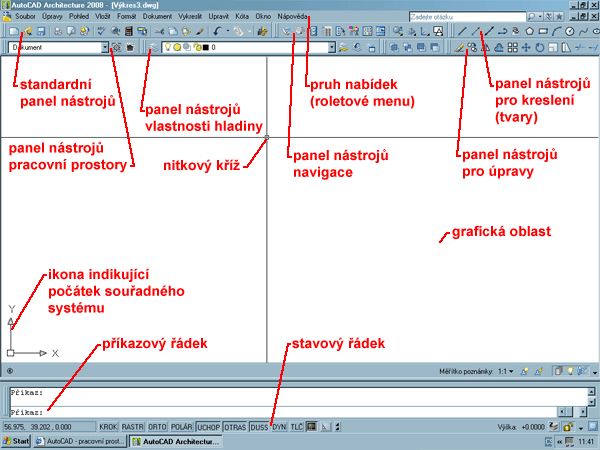 AutoCAD Architecture 2008 - [Výkres3.dwg]
Soubor Úpravy Pohled Vložit Formát Dokument Vykreslit Upravit Kóta Okno Nápověda
Zadejte otázku
Dokument
0
standardní
panel nástrojů
panel nástrojů
vlastnosti hladiny
pruh nabídek
(roletové menu)
panel nástrojů
pro kreslení
(tvary)
panel nástrojů
pracovní prostory
nitkový kříž
panel nástrojů
navigace
panel nástrojů
pro úpravy
grafická oblast
ikona indikující
počátek souřadného
systému
Y
X
příkazový řádek
stavový řádek
Měřítko poznámky: 1:1
Příkaz:
Příkaz:
56.975, 39.202 , 0.000 KROK RASTR ORTO POLÁR UCHOP OTRAS DUSS DYN TLČ
Výška: +0.0000
Start AutoCAD - pracovní prost... AutoCAD Architectur...
11:41